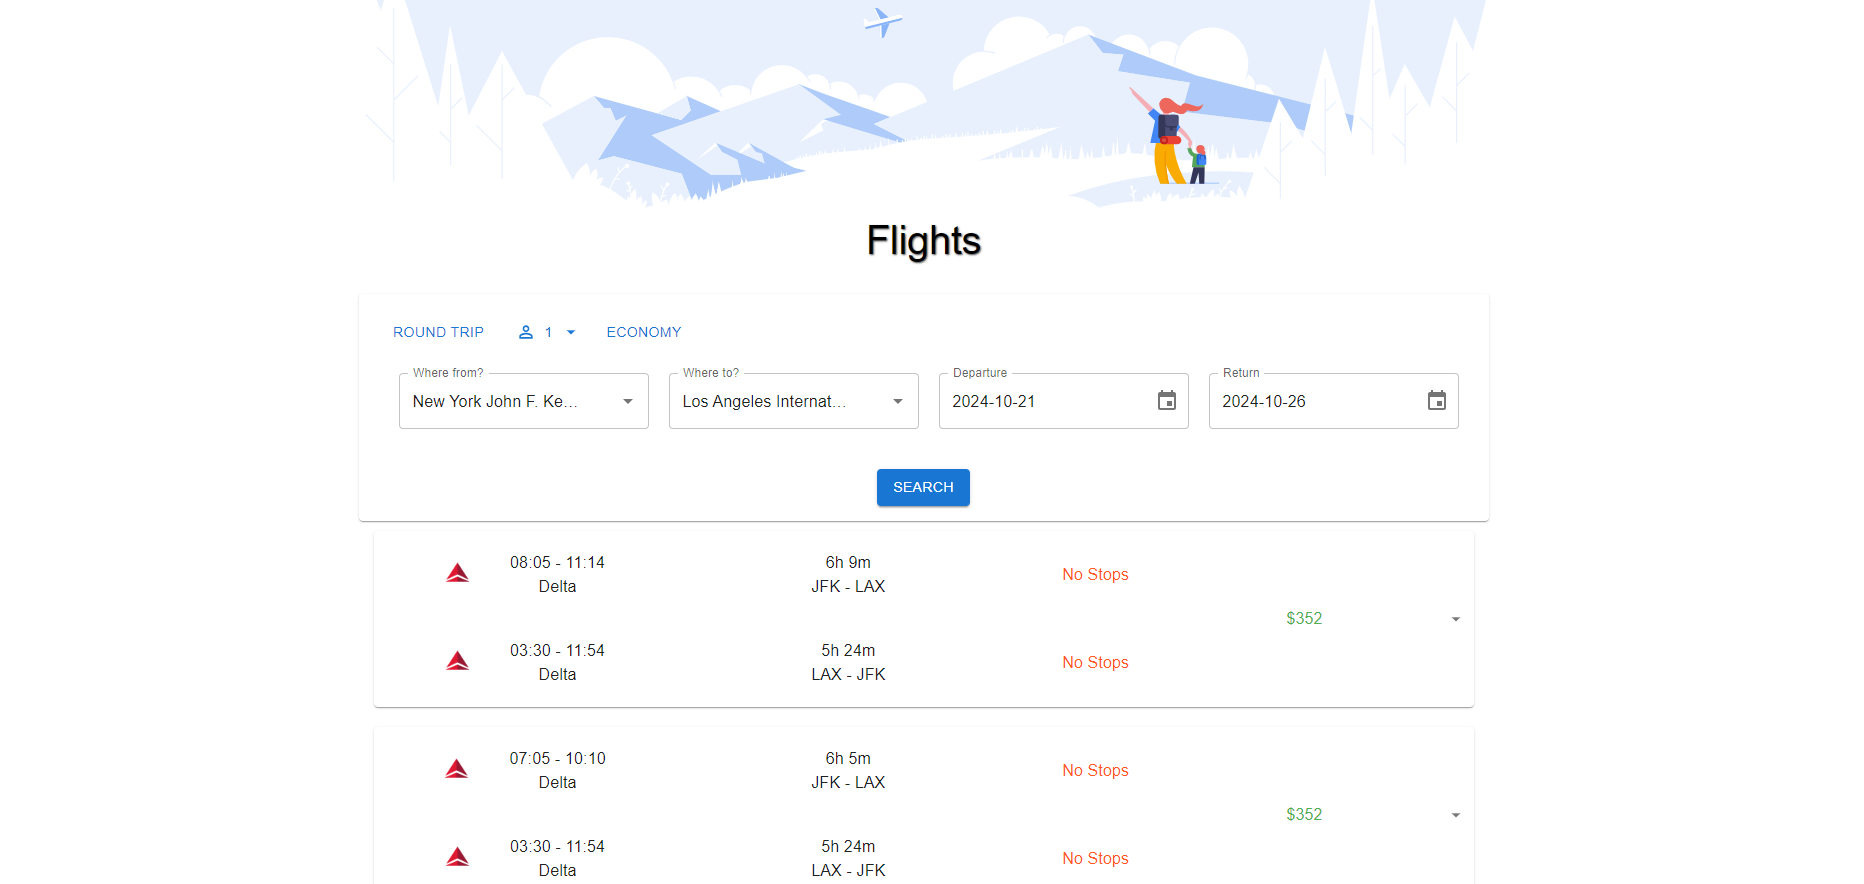 Flights
ROUND TRIP 1 ECONOMY
Where from? Where to? Departure Return
New York John F. Ke... Los Angeles Internat... 2024-10-21 2024-10-26
SEARCH
08:05 - 11:14 6h 9m
Delta JFK - LAX No Stops
$352
03:30 - 11:54 5h 24m
Delta LAX - JFK No Stops
07:05 - 10:10 6h 5m
Delta JFK - LAX No Stops
$352
03:30 - 11:54 5h 24m
Delta LAX - JFK No Stops